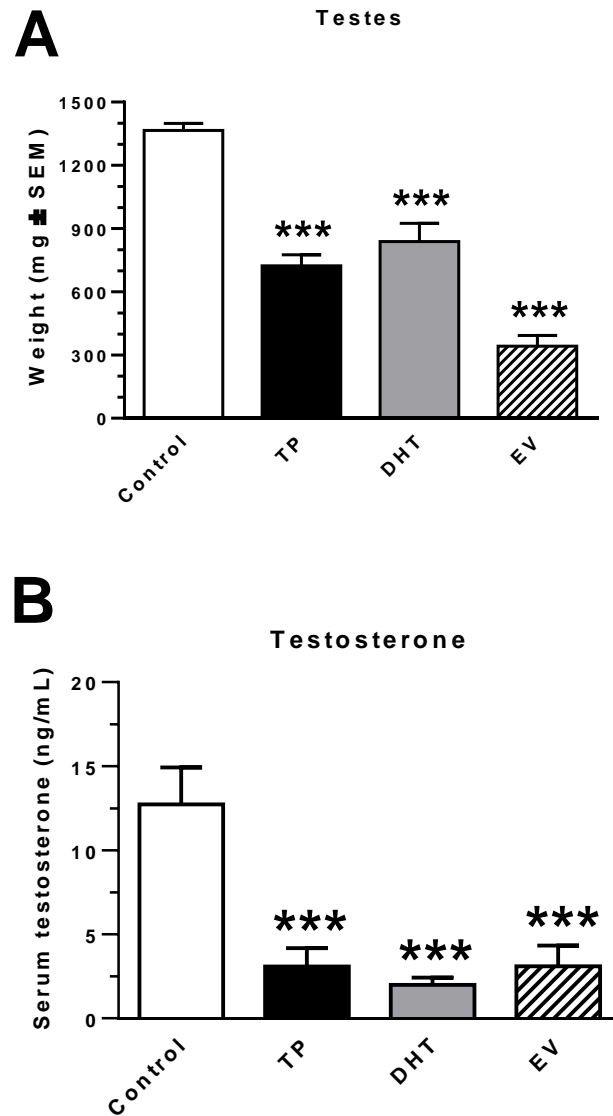 A
Testes
Weight (mg ± SEM)
1500
1200
900
600
300
0
***
***
***
Control
TP
DHT
EV
B
Testosterone
Serum testosterone (ng/mL)
20
15
10
5
0
***
***
***
Control
TP
DHT
EV